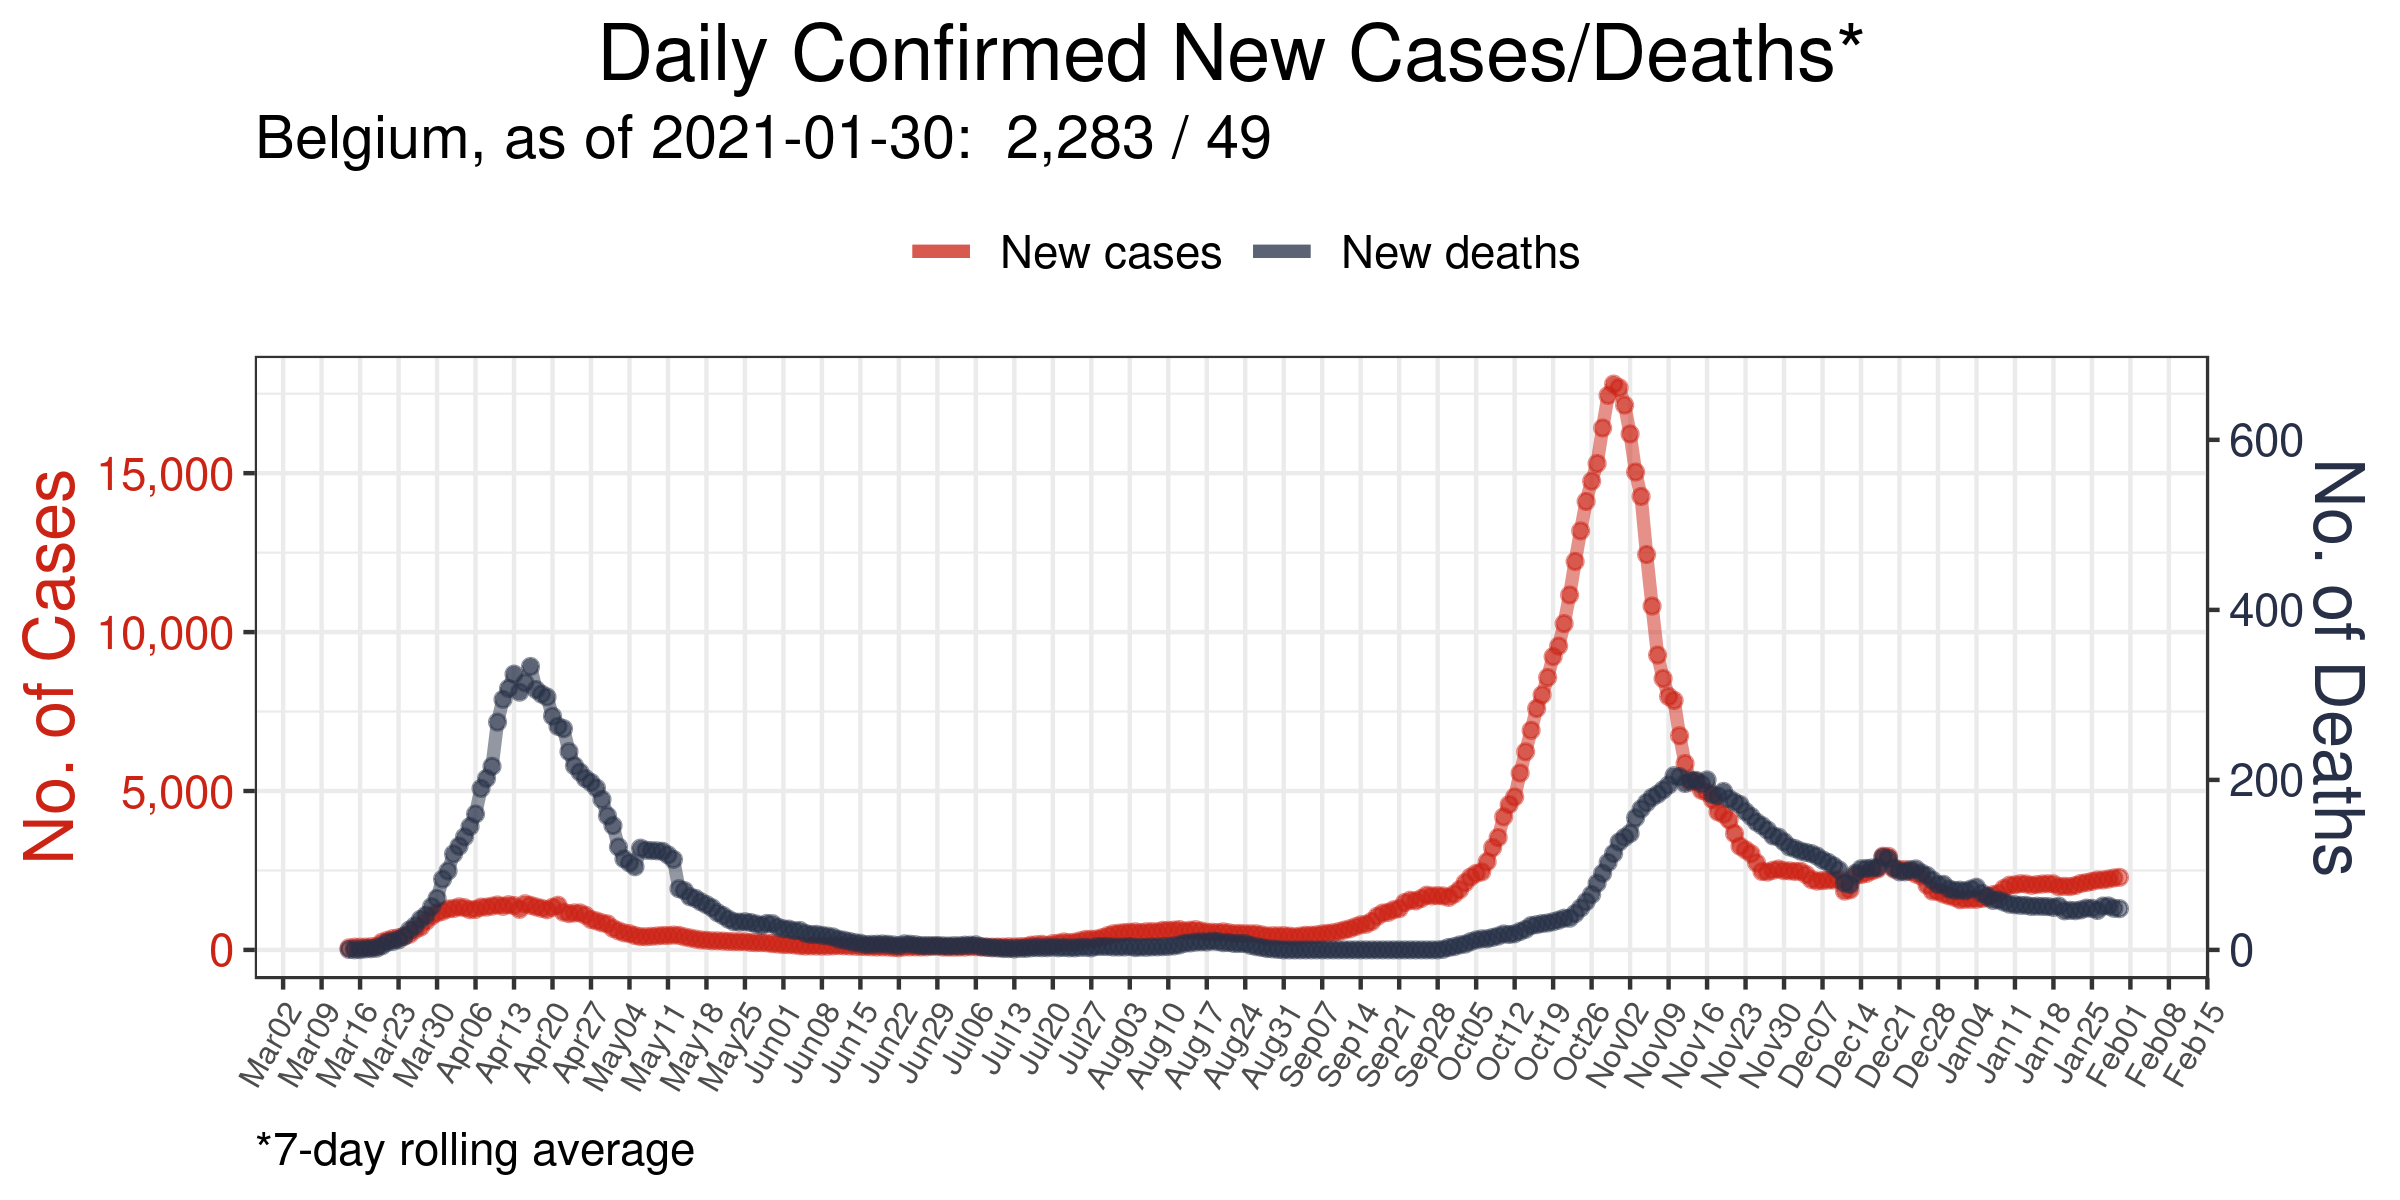 Daily Confirmed New Cases/Deaths*
Belgium, as of 2021-01-30:  2,283 / 49
New cases
New deaths
No. of Cases
15,000
10,000
5,000
0
600
400
200
0
No. of Deaths
Mar02
Mar09
Mar16
Mar23
Mar30
Apr06
Apr13
Apr20
Apr27
May04
May11
May18
May25
Jun01
Jun08
Jun15
Jun22
Jun29
Jul06
Jul13
Jul20
Jul27
Aug03
Aug10
Aug17
Aug24
Aug31
Sep07
Sep14
Sep21
Sep28
Oct05
Oct12
Oct19
Oct26
Nov02
Nov09
Nov16
Nov23
Nov30
Dec07
Dec14
Dec21
Dec28
Jan04
Jan11
Jan18
Jan25
Feb01
Feb08
Feb15
*7-day rolling average